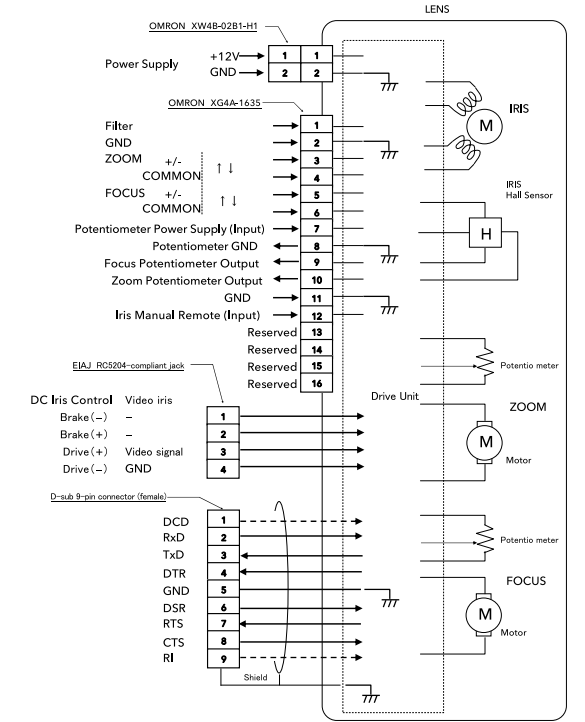 LENS
OMRON XW4B-02B1-H1
Power Supply
+12V 1 1
GND 2 2
OMRON XG4A-1635
Filter 1
GND 2
ZOOM +/- ↑↓ 3
COMMON 4
FOCUS +/- ↑↓ 5
COMMON 6
Potentiometer Power Supply (Input) 7
Potentiometer GND 8
Focus Potentiometer Output 9
Zoom Potentiometer Output 10
GND 11
Iris Manual Remote (Input) 12
Reserved 13
Reserved 14
Reserved 15
Reserved 16
IRIS
M
IRIS
Hall Sensor
H
EIAJ RC5204-compliant jack
DC Iris Control Video iris
Brake(-) - 1
Brake(+) - 2
Drive(+) Video signal 3
Drive(-) GND 4
Drive Unit
Potentio meter
ZOOM
M
Motor
D-sub 9-pin connector (female)
DCD 1
RxD 2
TxD 3
DTR 4
GND 5
DSR 6
RTS 7
CTS 8
RI 9
Shield
Potentio meter
FOCUS
M
Motor